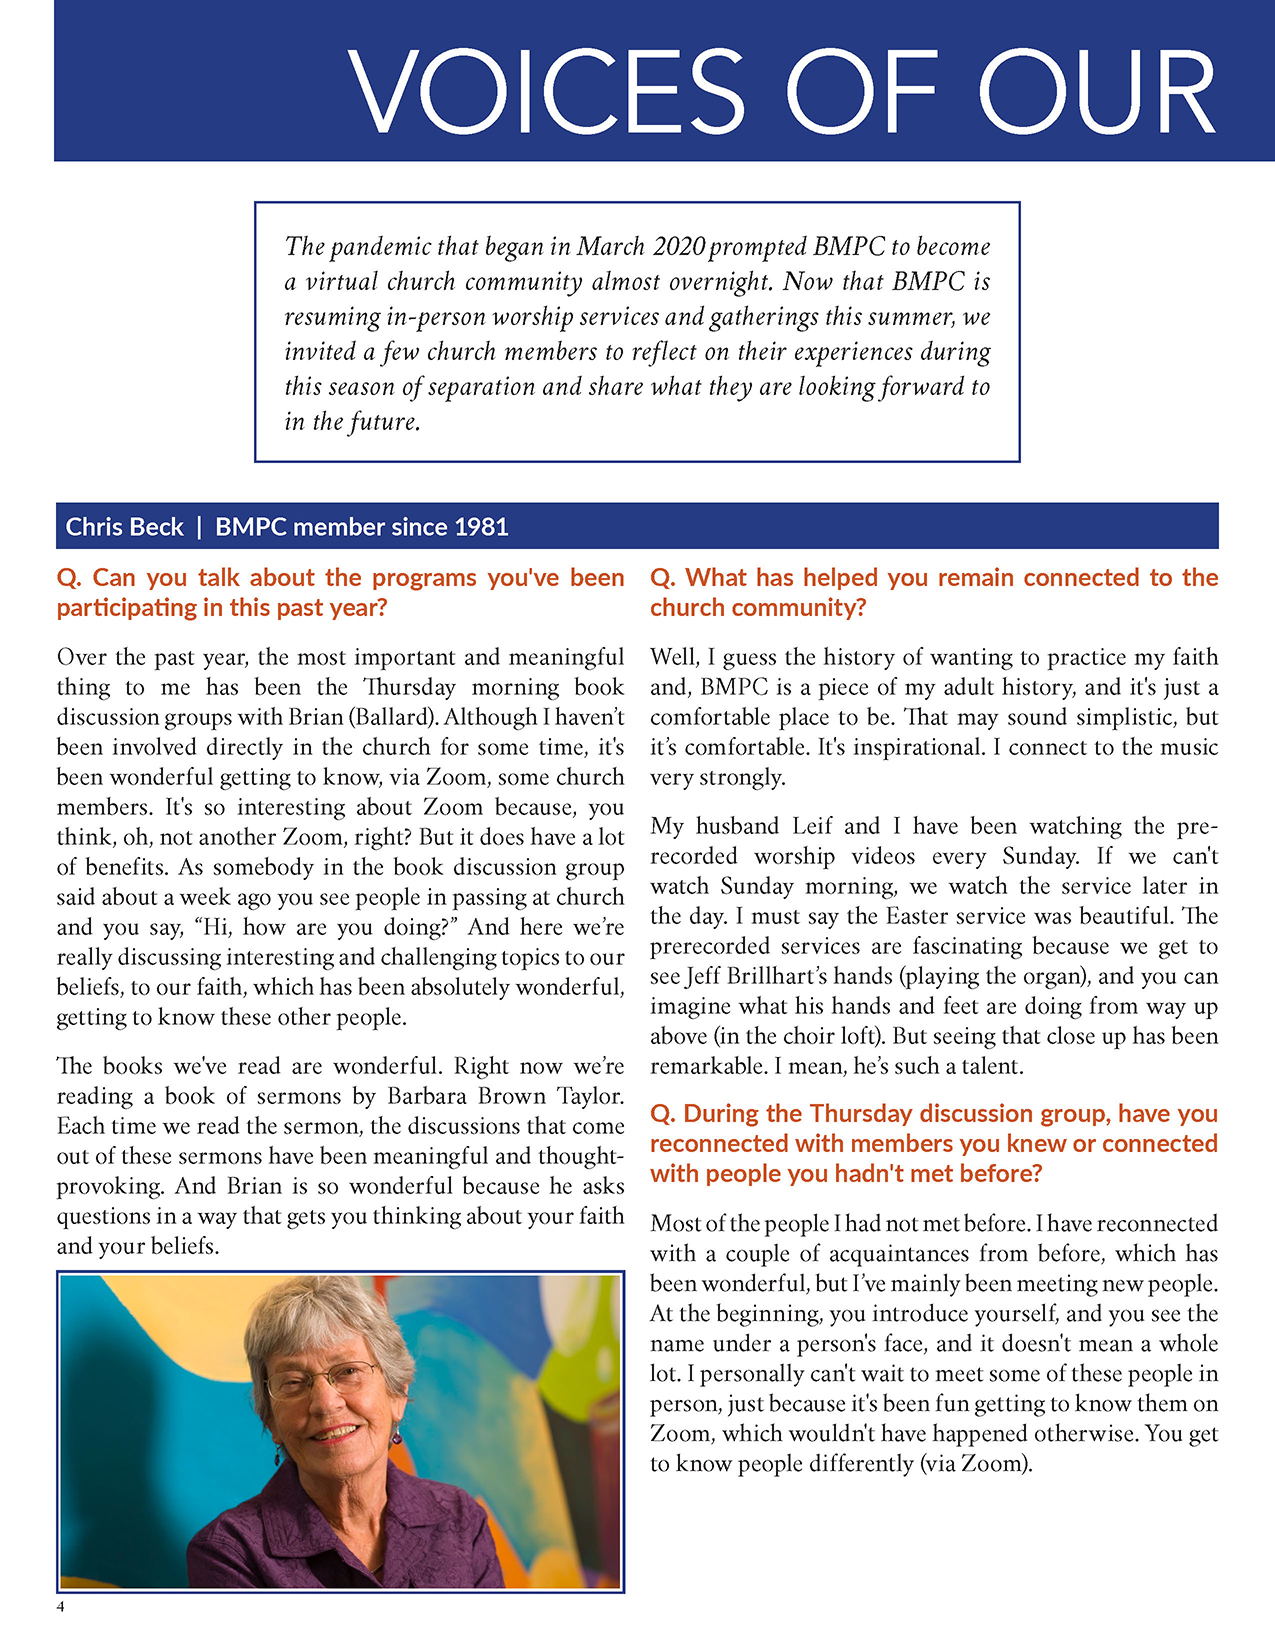 VOICES OF OUR
The pandemic that began in March 2020 prompted BMPC to become
a virtual church community almost overnight. Now that BMPC is
resuming in-person worship services and gatherings this summer, we
invited a few church members to reflect on their experiences during
this season of separation and share what they are looking forward to
in the future.
Chris Beck | BMPC member since 1981
Q. Can you talk about the programs you've been
participating in this past year?
Over the past year, the most important and meaningful
thing to me has been the Thursday morning book
discussion groups with Brian (Ballard). Although I haven’t
been involved directly in the church for some time, it's
been wonderful getting to know, via Zoom, some church
members. It's so interesting about Zoom because, you
think, oh, not another Zoom, right? But it does have a lot
of benefits. As somebody in the book discussion group
said about a week ago you see people in passing at church
and you say, “Hi, how are you doing?” And here we’re
really discussing interesting and challenging topics to our
beliefs, to our faith, which has been absolutely wonderful,
getting to know these other people.
The books we've read are wonderful. Right now we’re
reading a book of sermons by Barbara Brown Taylor.
Each time we read the sermon, the discussions that come
out of these sermons have been meaningful and thought-
provoking. And Brian is so wonderful because he asks
questions in a way that gets you thinking about your faith
and your beliefs.
Q. What has helped you remain connected to the
church community?
Well, I guess the history of wanting to practice my faith
and, BMPC is a piece of my adult history, and it's just a
comfortable place to be. That may sound simplistic, but
it’s comfortable. It's inspirational. I connect to the music
very strongly.
My husband Leif and I have been watching the pre-
recorded worship videos every Sunday. If we can't
watch Sunday morning, we watch the service later in
the day. I must say the Easter service was beautiful. The
prerecorded services are fascinating because we get to
see Jeff Brillhart’s hands (playing the organ), and you can
imagine what his hands and feet are doing from way up
above (in the choir loft). But seeing that close up has been
remarkable. I mean, he’s such a talent.
Q. During the Thursday discussion group, have you
reconnected with members you knew or connected
with people you hadn't met before?
Most of the people I had not met before. I have reconnected
with a couple of acquaintances from before, which has
been wonderful, but I’ve mainly been meeting new people.
At the beginning, you introduce yourself, and you see the
name under a person's face, and it doesn't mean a whole
lot. I personally can't wait to meet some of these people in
person, just because it's been fun getting to know them on
Zoom, which wouldn't have happened otherwise. You get
to know people differently (via Zoom).
4